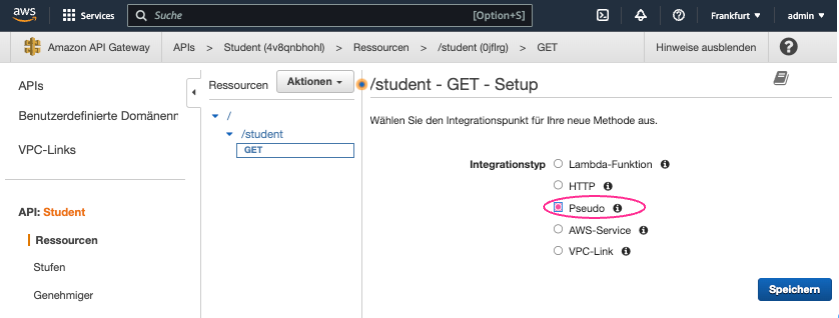 aws
Services
Suche
[Option+S]
Frankfurt
admin
Amazon API Gateway
APIs > Student (4v8qnbhohl) > Ressourcen > /student (0jflrg) > GET
Hinweise ausblenden
APIs
Benutzerdefinierte Domänenn
VPC-Links
API: Student
Ressourcen
Stufen
Genehmiger
Ressourcen
Aktionen
/
/student
GET
/student - GET - Setup
Wählen Sie den Integrationspunkt für Ihre neue Methode aus.
Integrationstyp
Lambda-Funktion
HTTP
Pseudo
AWS-Service
VPC-Link
Speichern